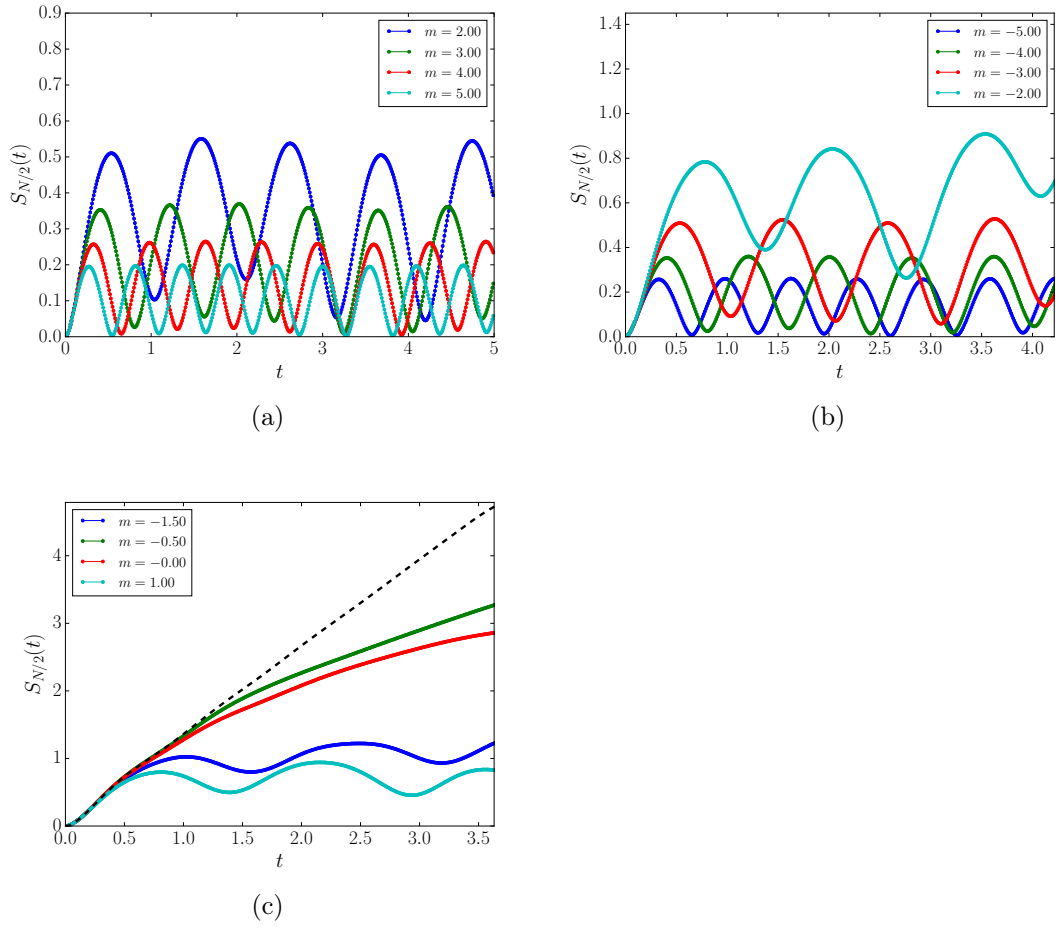 0.9
0.8
0.7
0.6
0.5
0.4
0.3
0.2
0.1
0.0
S_{N/2}(t)
0
1
2
3
4
5
t
m = 2.00
m = 3.00
m = 4.00
m = 5.00
(a)
1.4
1.2
1.0
0.8
0.6
0.4
0.2
0.0
S_{N/2}(t)
0.0
0.5
1.0
1.5
2.0
2.5
3.0
3.5
4.0
t
m = −5.00
m = −4.00
m = −3.00
m = −2.00
(b)
4
3
2
1
0
S_{N/2}(t)
0.0
0.5
1.0
1.5
2.0
2.5
3.0
3.5
t
m = −1.50
m = −0.50
m = −0.00
m = 1.00
(c)